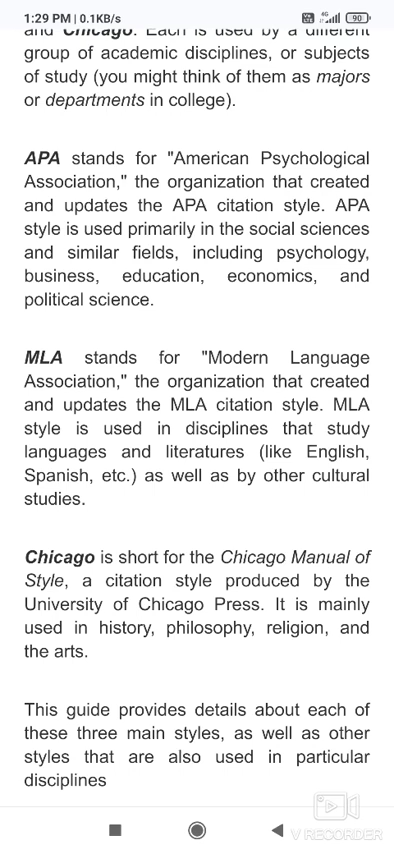 1:29 PM | 0.1KB/s 4G 90
and Chicago. Each is used by a different
group of academic disciplines, or subjects
of study (you might think of them as majors
or departments in college).
APA stands for "American Psychological
Association," the organization that created
and updates the APA citation style. APA
style is used primarily in the social sciences
and similar fields, including psychology,
business, education, economics, and
political science.
MLA stands for "Modern Language
Association," the organization that created
and updates the MLA citation style. MLA
style is used in disciplines that study
languages and literatures (like English,
Spanish, etc.) as well as by other cultural
studies.
Chicago is short for the Chicago Manual of
Style, a citation style produced by the
University of Chicago Press. It is mainly
used in history, philosophy, religion, and
the arts.
This guide provides details about each of
these three main styles, as well as other
styles that are also used in particular
disciplines
V RECORDER